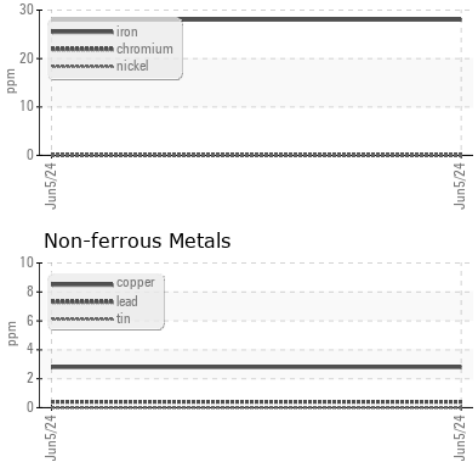 30
iron
chromium
20
nickel
ppm
10
0
Jun5/24
Jun5/24
Non-ferrous Metals
10
copper
8
lead
tin
6
ppm
4
2
0
Jun5/24
Jun5/24